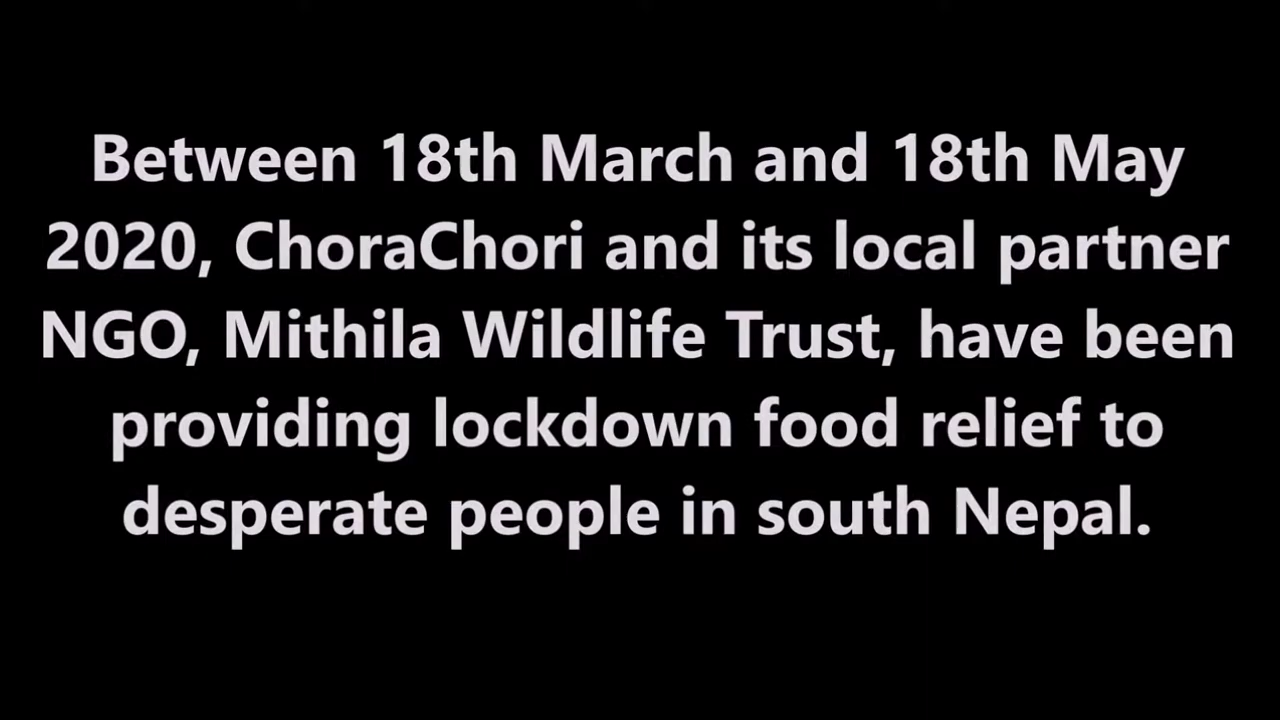 Between 18th March and 18th May
2020, ChoraChori and its local partner
NGO, Mithila Wildlife Trust, have been
providing lockdown food relief to
desperate people in south Nepal.